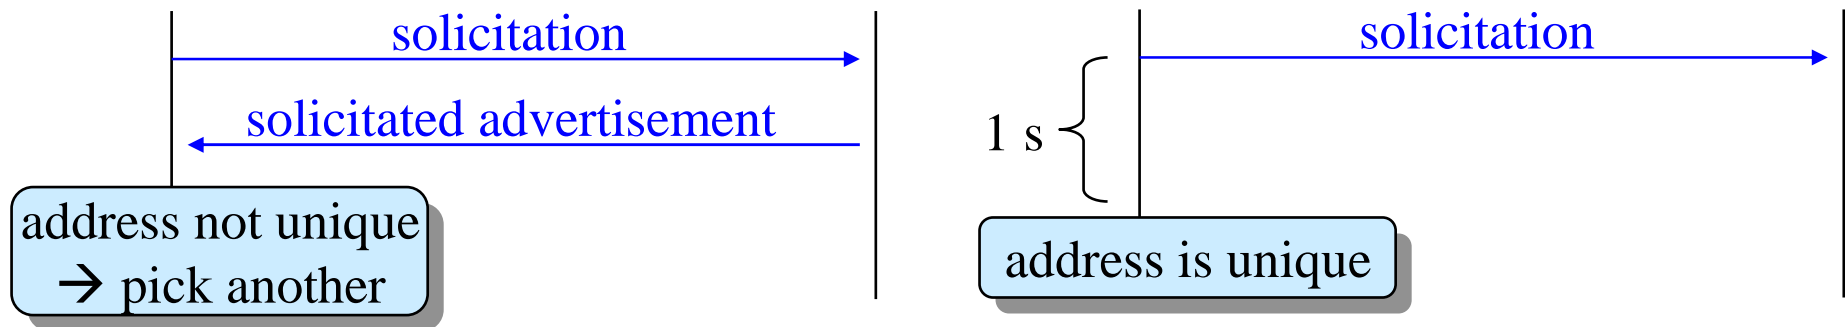 solicitation
solicitated advertisement
address not unique
→ pick another
solicitation
1 s
address is unique